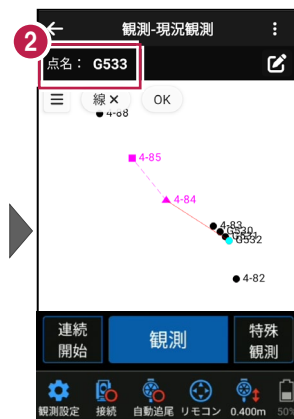 2
観測-現況観測
点名： G533
線× OK
4-88
4-85
4-84
4-83
G530
G531
G532
4-82
連続
開始
観測
特殊
観測
観測設定 接続 自動追尾 リモコン 0.400m 50%